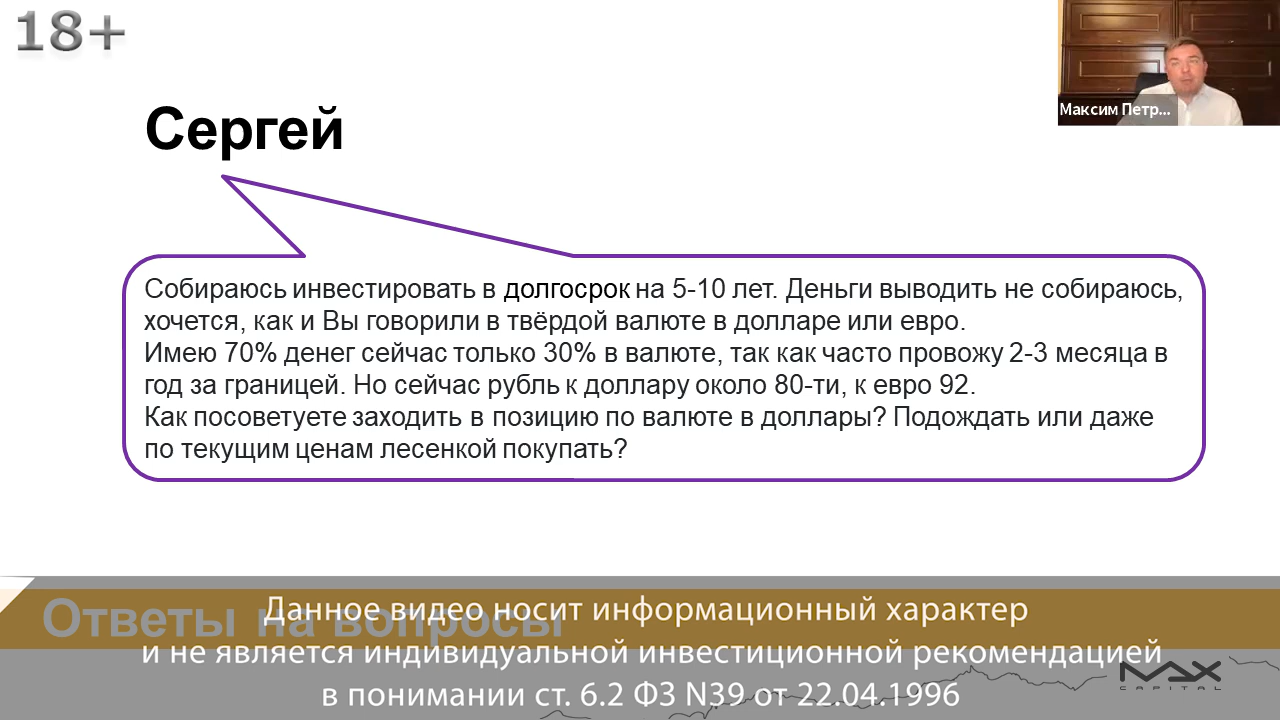 18+
Максим Петр...
Сергей
Собираюсь инвестировать в долгосрок на 5-10 лет. Деньги выводить не собираюсь,
хочется, как и Вы говорили в твёрдой валюте в долларе или евро.
Имею 70% денег сейчас только 30% в валюте, так как часто провожу 2-3 месяца в
год за границей. Но сейчас рубль к доллару около 80-ти, к евро 92.
Как посоветуете заходить в позицию по валюте в доллары? Подождать или даже
по текущим ценам лесенкой покупать?
Ответы на вопросы
Данное видео носит информационный характер
и не является индивидуальной инвестиционной рекомендацией
в понимании ст. 6.2 ФЗ N39 от 22.04.1996
MAX
CAPITAL